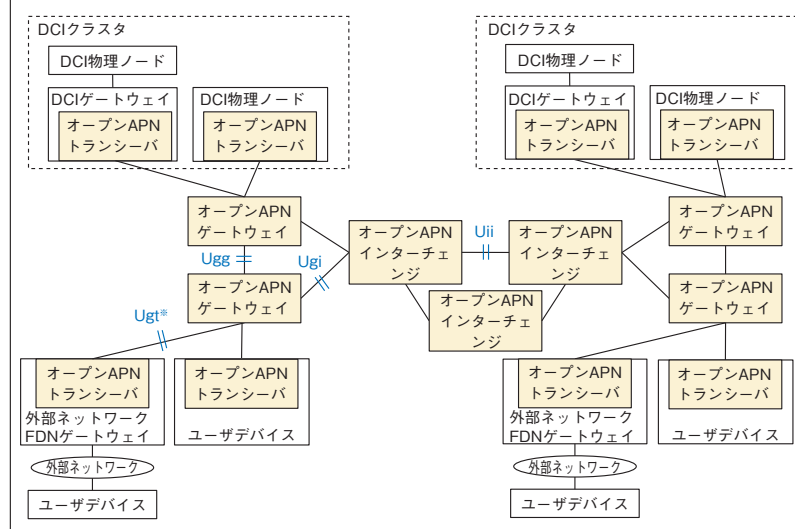 DCIクラスタ
DCI物理ノード
DCIゲートウェイ
オープンAPN
トランシーバ
DCI物理ノード
オープンAPN
トランシーバ
DCIクラスタ
DCI物理ノード
DCIゲートウェイ
オープンAPN
トランシーバ
DCI物理ノード
オープンAPN
トランシーバ
オープンAPN
ゲートウェイ
Ugg
Ugi
オープンAPN
ゲートウェイ
オープンAPN
インターチェ
ンジ
Uii
オープンAPN
インターチェ
ンジ
オープンAPN
インターチェ
ンジ
オープンAPN
ゲートウェイ
オープンAPN
ゲートウェイ
Ugt※
オープンAPN
トランシーバ
外部ネットワーク
FDNゲートウェイ
外部ネットワーク
ユーザデバイス
オープンAPN
トランシーバ
ユーザデバイス
オープンAPN
トランシーバ
外部ネットワーク
FDNゲートウェイ
外部ネットワーク
ユーザデバイス
オープンAPN
トランシーバ
ユーザデバイス